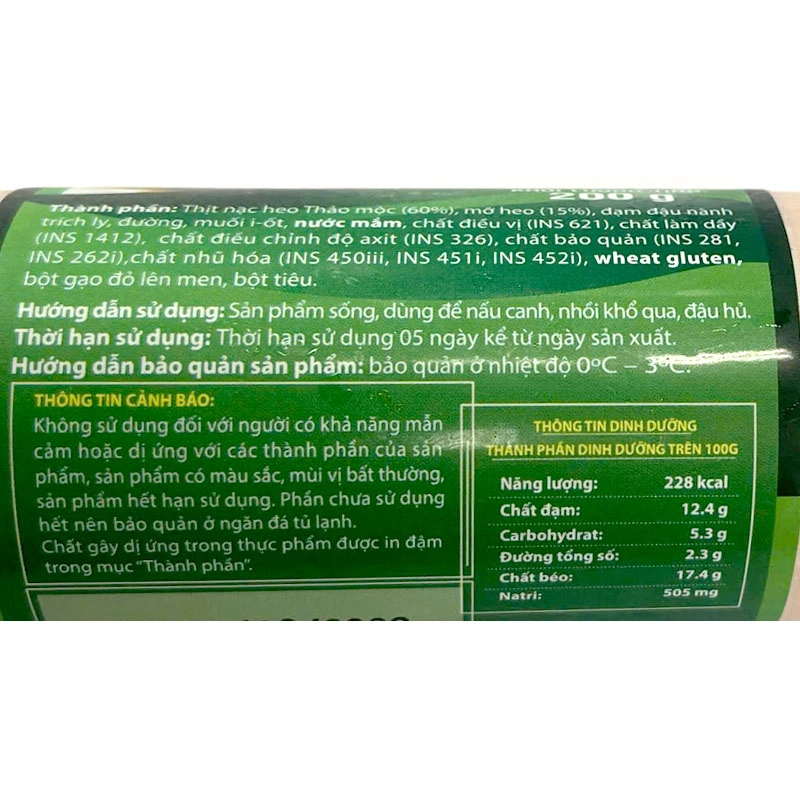 200 g
Thành phần: Thịt nạc heo Thảo mộc (60%), mỡ heo (15%), đạm đậu nành
trích ly, đường, muối i-ốt, nước mắm, chất điều vị (INS 621), chất làm dầy
(INS 1412), chất điều chỉnh độ axit (INS 326), chất bảo quản (INS 281,
INS 262i),chất nhũ hóa (INS 450iii, INS 451i, INS 452i), wheat gluten,
bột gạo đỏ lên men, bột tiêu.
Hướng dẫn sử dụng: Sản phẩm sống, dùng để nấu canh, nhồi khổ qua, đậu hủ.
Thời hạn sử dụng: Thời hạn sử dụng 05 ngày kể từ ngày sản xuất.
Hướng dẫn bảo quản sản phẩm: bảo quản ở nhiệt độ 0ºC – 3ºC.
THÔNG TIN CẢNH BÁO:
Không sử dụng đối với người có khả năng mẫn
cảm hoặc dị ứng với các thành phần của sản
phẩm, sản phẩm có màu sắc, mùi vị bất thường,
sản phẩm hết hạn sử dụng. Phần chưa sử dụng
hết nên bảo quản ở ngăn đá tủ lạnh.
Chất gây dị ứng trong thực phẩm được in đậm
trong mục "Thành phần".
THÔNG TIN DINH DƯỠNG
THÀNH PHẦN DINH DƯỠNG TRÊN 100G
Năng lượng: 228 kcal
Chất đạm: 12.4 g
Carbohydrat: 5.3 g
Đường tổng số: 2.3 g
Chất béo: 17.4 g
Natri: 505 mg